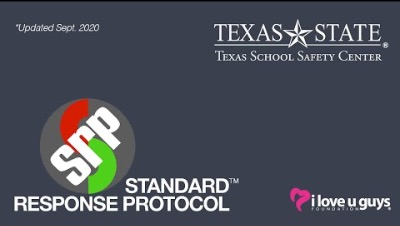 *Updated Sept. 2020
TEXAS★STATE®
TEXAS SCHOOL SAFETY CENTER
srp
STANDARD™
RESPONSE PROTOCOL
i love u guys®
FOUNDATION